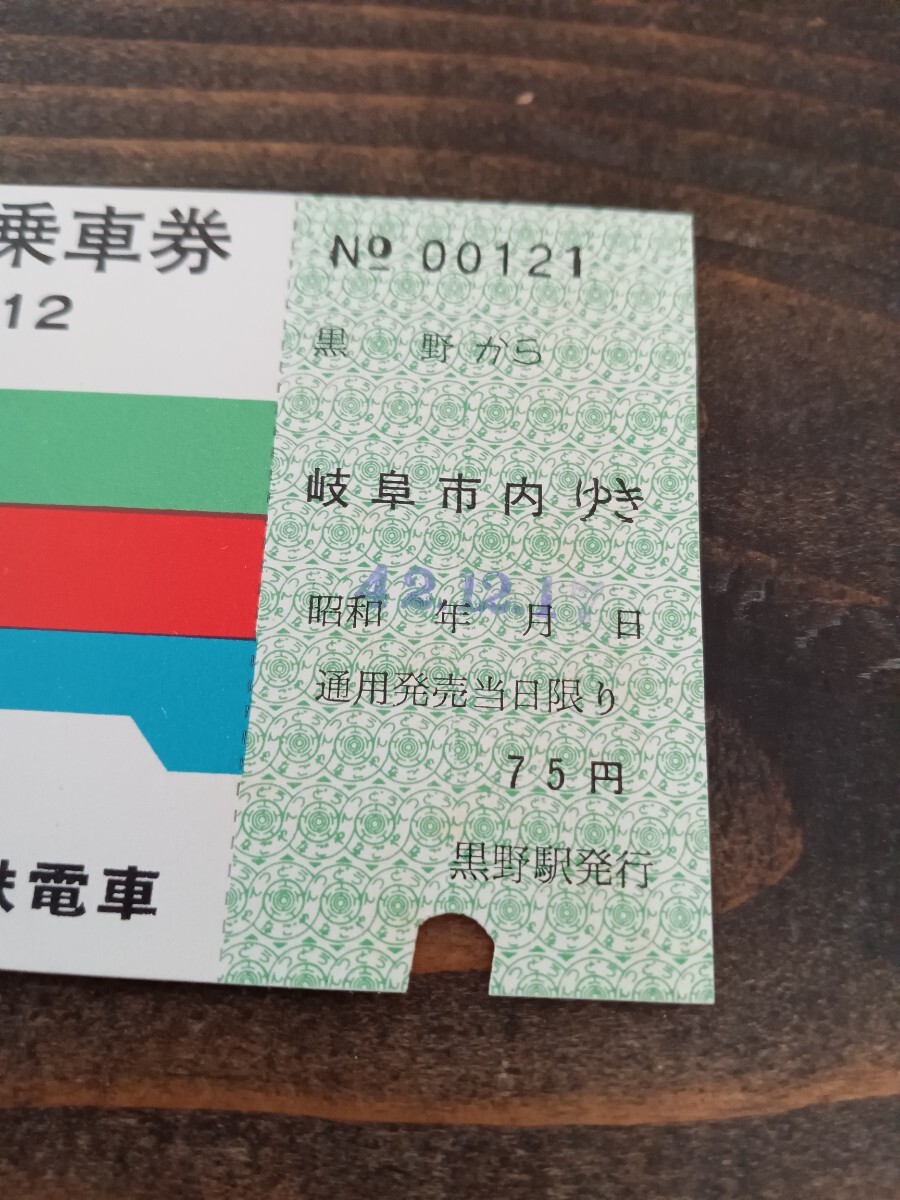 乗車券
12
電車
No 00121
黒 野から
岐阜市内ゆき
42.12.17
昭和 年 月 日
通用発売当日限り
75円
黒野駅発行